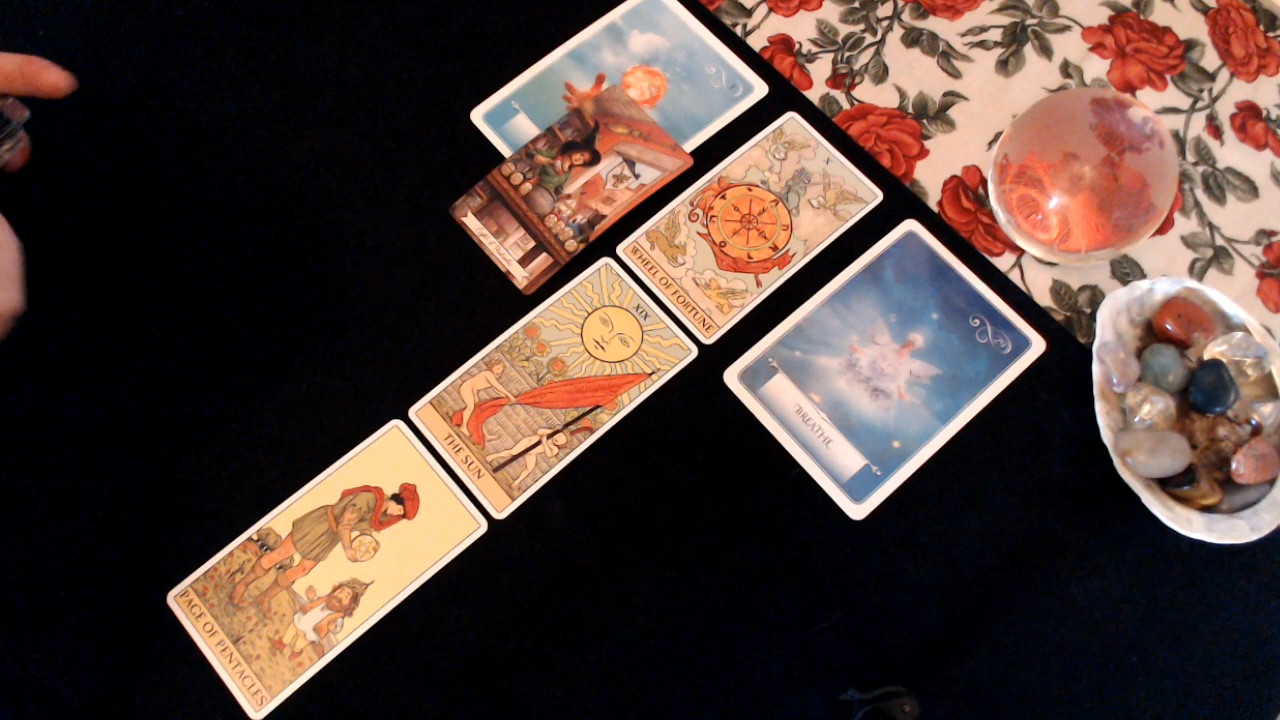 WHEEL OF FORTUNE
X
BREATHE
XIX
THE SUN
PAGE OF PENTACLES